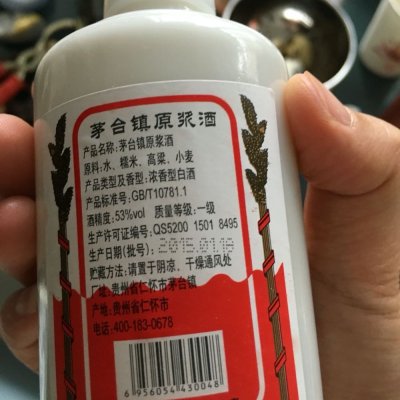 茅台镇原浆酒
产品名称:茅台镇原浆酒
原料:水、糯米、高粱、小麦
产品类型及香型:浓香型白酒
产品标准号:GB/T10781.1
酒精度:53%vol 质量等级:一级
生产许可证编号:QS5200 1501 8495
生产日期(批号):
贮藏方法:请置于阴凉、干燥通风处
厂址:贵州省仁怀市茅台镇
产地:贵州省仁怀市
电话:400-183-0678
6 956054 430048